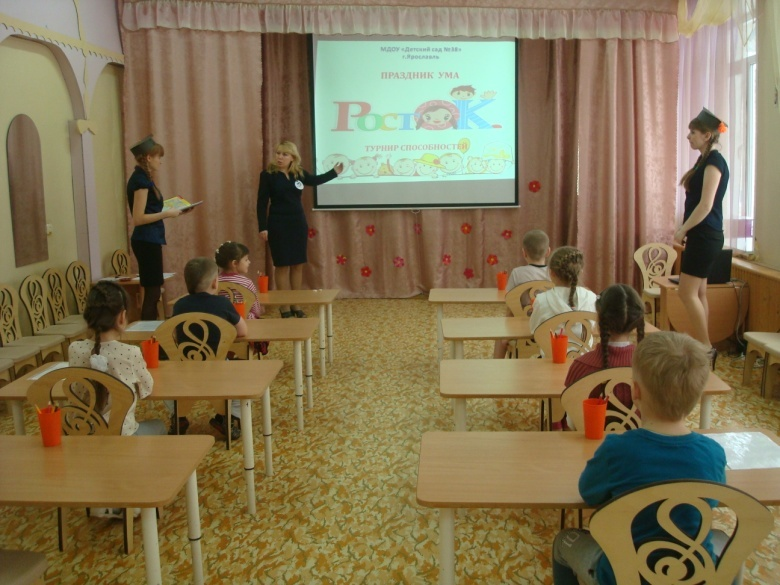 МДОУ «Детский сад №38»
г.Ярославль
ПРАЗДНИК УМА
РОСТОК
ТУРНИР СПОСОБНОСТЕЙ